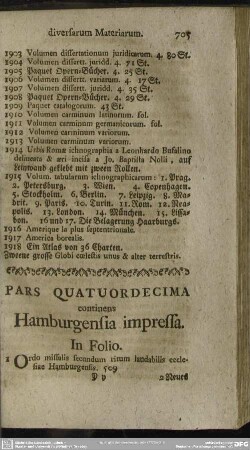 diversarum Materiarum. 705
1903 Volumen dissertationum juridicarum. 4. 80 St.
1904 Volumen dissertt. juridd. 4. 71 St.
1905 Paquet Opern-Bücher. 4. 25 St.
1906 Volumen dissertt. variarum. 4. 17 St.
1907 Volumen dissertt. juridd. 4. 35 St.
1908 Paquet Opern-Bücher. 4. 29 St.
1909 Paquet catalogorum. 43 St.
1910 Volumen carminum latinorum. fol.
1911 Volumen carminum germanicorum. fol.
1912 Volumen carminum variorum.
1913 Volumen carminum variorum.
1914 Urbis Romæ ichnographia a Leonhardo Bufalino
delineata & æri incisa a Jo. Baptista Nolli, auf
Leinwand geklebt mit zween Rollen.
1915 Volum. tabularum ichnographicarum: 1. Prag.
2. Petersburg. 3. Wien. 4. Copenhagen.
5. Stockholm. 6. Berlin. 7. Leipzig. 8. Ma-
drit. 9. Paris. 10. Turin. 11. Rom. 12. Nea-
polis. 13. London. 14. München. 15. Lissa-
bon. 16 und 17. Die Belagerung Haarburgs.
1916 Amerique la plus septentrionale.
1917 America borealis.
1918 Ein Atlas von 36 Charten.
Zweene grosse Globi cœlestis unus & alter terrestris.
PARS QUATUORDECIMA
continens
Hamburgensia impressa.
In Folio.
1 Ordo missalis secundum ritum laudabilis eccle-
siae Hamburgensis. 509
Y y
2 Neues